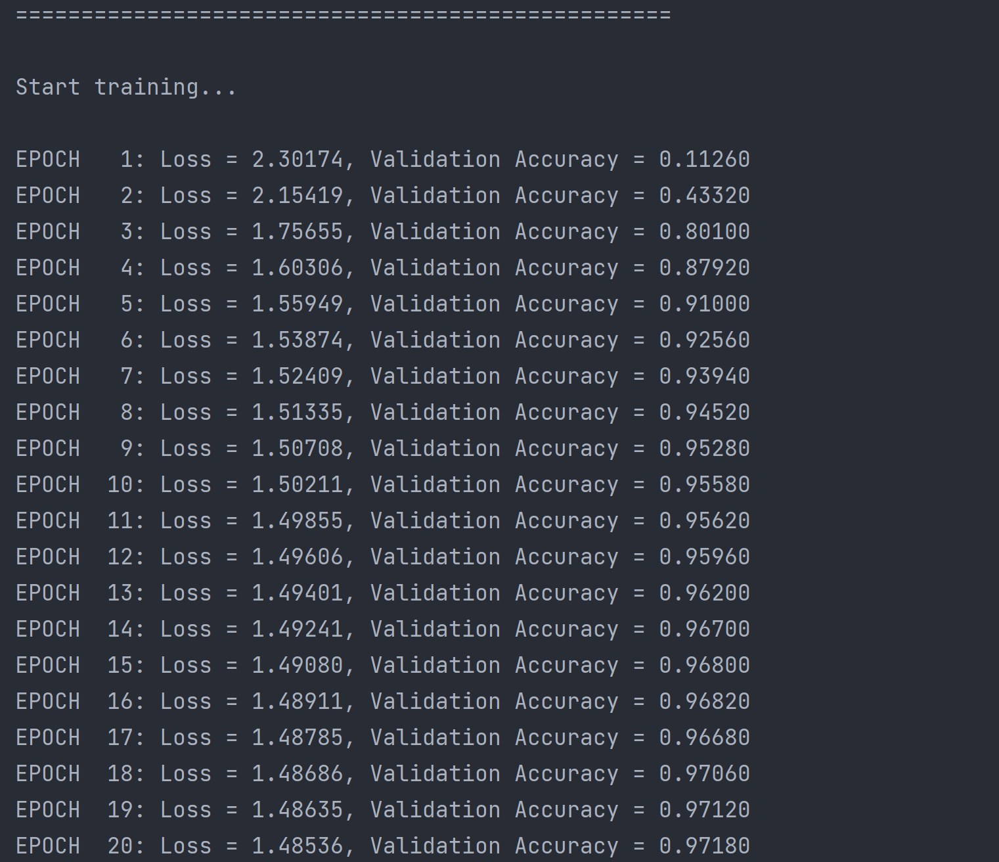 ==================================================
Start training...
EPOCH   1: Loss = 2.30174, Validation Accuracy = 0.11260
EPOCH   2: Loss = 2.15419, Validation Accuracy = 0.43320
EPOCH   3: Loss = 1.75655, Validation Accuracy = 0.80100
EPOCH   4: Loss = 1.60306, Validation Accuracy = 0.87920
EPOCH   5: Loss = 1.55949, Validation Accuracy = 0.91000
EPOCH   6: Loss = 1.53874, Validation Accuracy = 0.92560
EPOCH   7: Loss = 1.52409, Validation Accuracy = 0.93940
EPOCH   8: Loss = 1.51335, Validation Accuracy = 0.94520
EPOCH   9: Loss = 1.50708, Validation Accuracy = 0.95280
EPOCH  10: Loss = 1.50211, Validation Accuracy = 0.95580
EPOCH  11: Loss = 1.49855, Validation Accuracy = 0.95620
EPOCH  12: Loss = 1.49606, Validation Accuracy = 0.95960
EPOCH  13: Loss = 1.49401, Validation Accuracy = 0.96200
EPOCH  14: Loss = 1.49241, Validation Accuracy = 0.96700
EPOCH  15: Loss = 1.49080, Validation Accuracy = 0.96800
EPOCH  16: Loss = 1.48911, Validation Accuracy = 0.96820
EPOCH  17: Loss = 1.48785, Validation Accuracy = 0.96680
EPOCH  18: Loss = 1.48686, Validation Accuracy = 0.97060
EPOCH  19: Loss = 1.48635, Validation Accuracy = 0.97120
EPOCH  20: Loss = 1.48536, Validation Accuracy = 0.97180